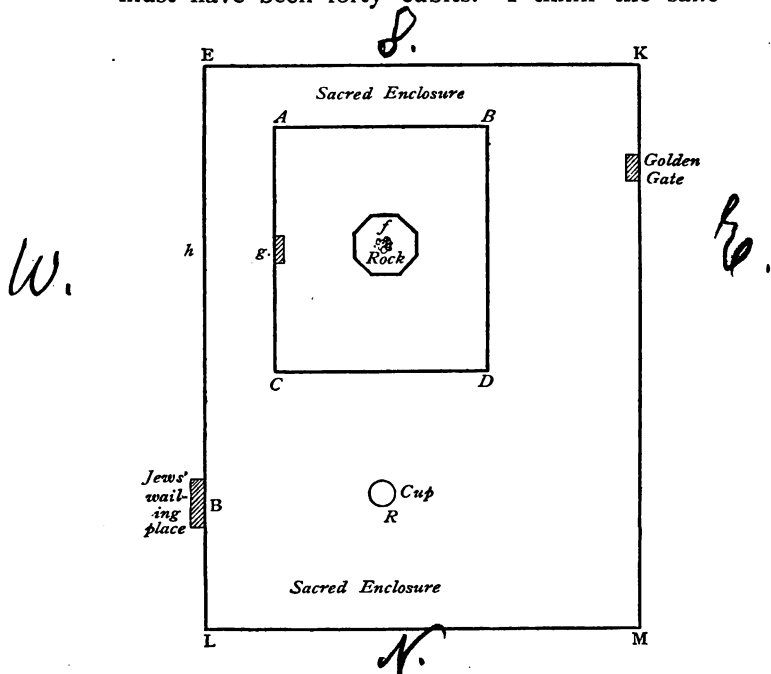 must have been forty cubits. I think the same
S.
E K
Sacred Enclosure
A B
Golden
Gate
W. h g. f E.
Rock
C D
Jews'
wail-
ing
place
B
Cup
R
Sacred Enclosure
L M
N.